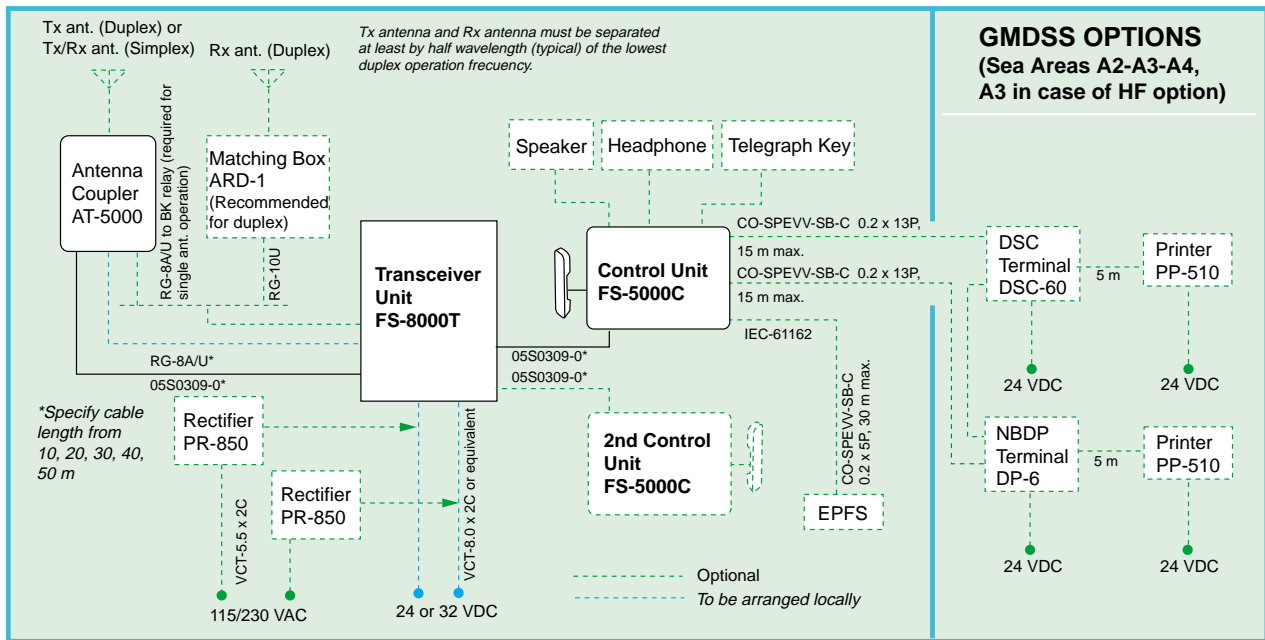 Tx ant. (Duplex) or
Tx/Rx ant. (Simplex)
Rx ant. (Duplex)
Tx antenna and Rx antenna must be separated
at least by half wavelength (typical) of the lowest
duplex operation frecuency.
GMDSS OPTIONS
(Sea Areas A2-A3-A4,
A3 in case of HF option)
Antenna
Coupler
AT-5000
RG-8A/U to BK relay (required for
single ant. operation)
Matching Box
ARD-1
(Recommended
for duplex)
RG-10U
Speaker
Headphone
Telegraph Key
Transceiver
Unit
FS-8000T
Control Unit
FS-5000C
CO-SPEVV-SB-C 0.2 x 13P,
15 m max.
CO-SPEVV-SB-C 0.2 x 13P,
15 m max.
IEC-61162
DSC
Terminal
DSC-60
5 m
Printer
PP-510
24 VDC
24 VDC
RG-8A/U*
05S0309-0*
05S0309-0*
05S0309-0*
*Specify cable
length from
10, 20, 30, 40,
50 m
Rectifier
PR-850
Rectifier
PR-850
VCT-5.5 x 2C
VCT-8.0 x 2C or equivalent
2nd Control
Unit
FS-5000C
CO-SPEVV-SB-C
0.2 x 5P, 30 m max.
EPFS
NBDP
Terminal
DP-6
5 m
Printer
PP-510
24 VDC
24 VDC
115/230 VAC
24 or 32 VDC
Optional
To be arranged locally